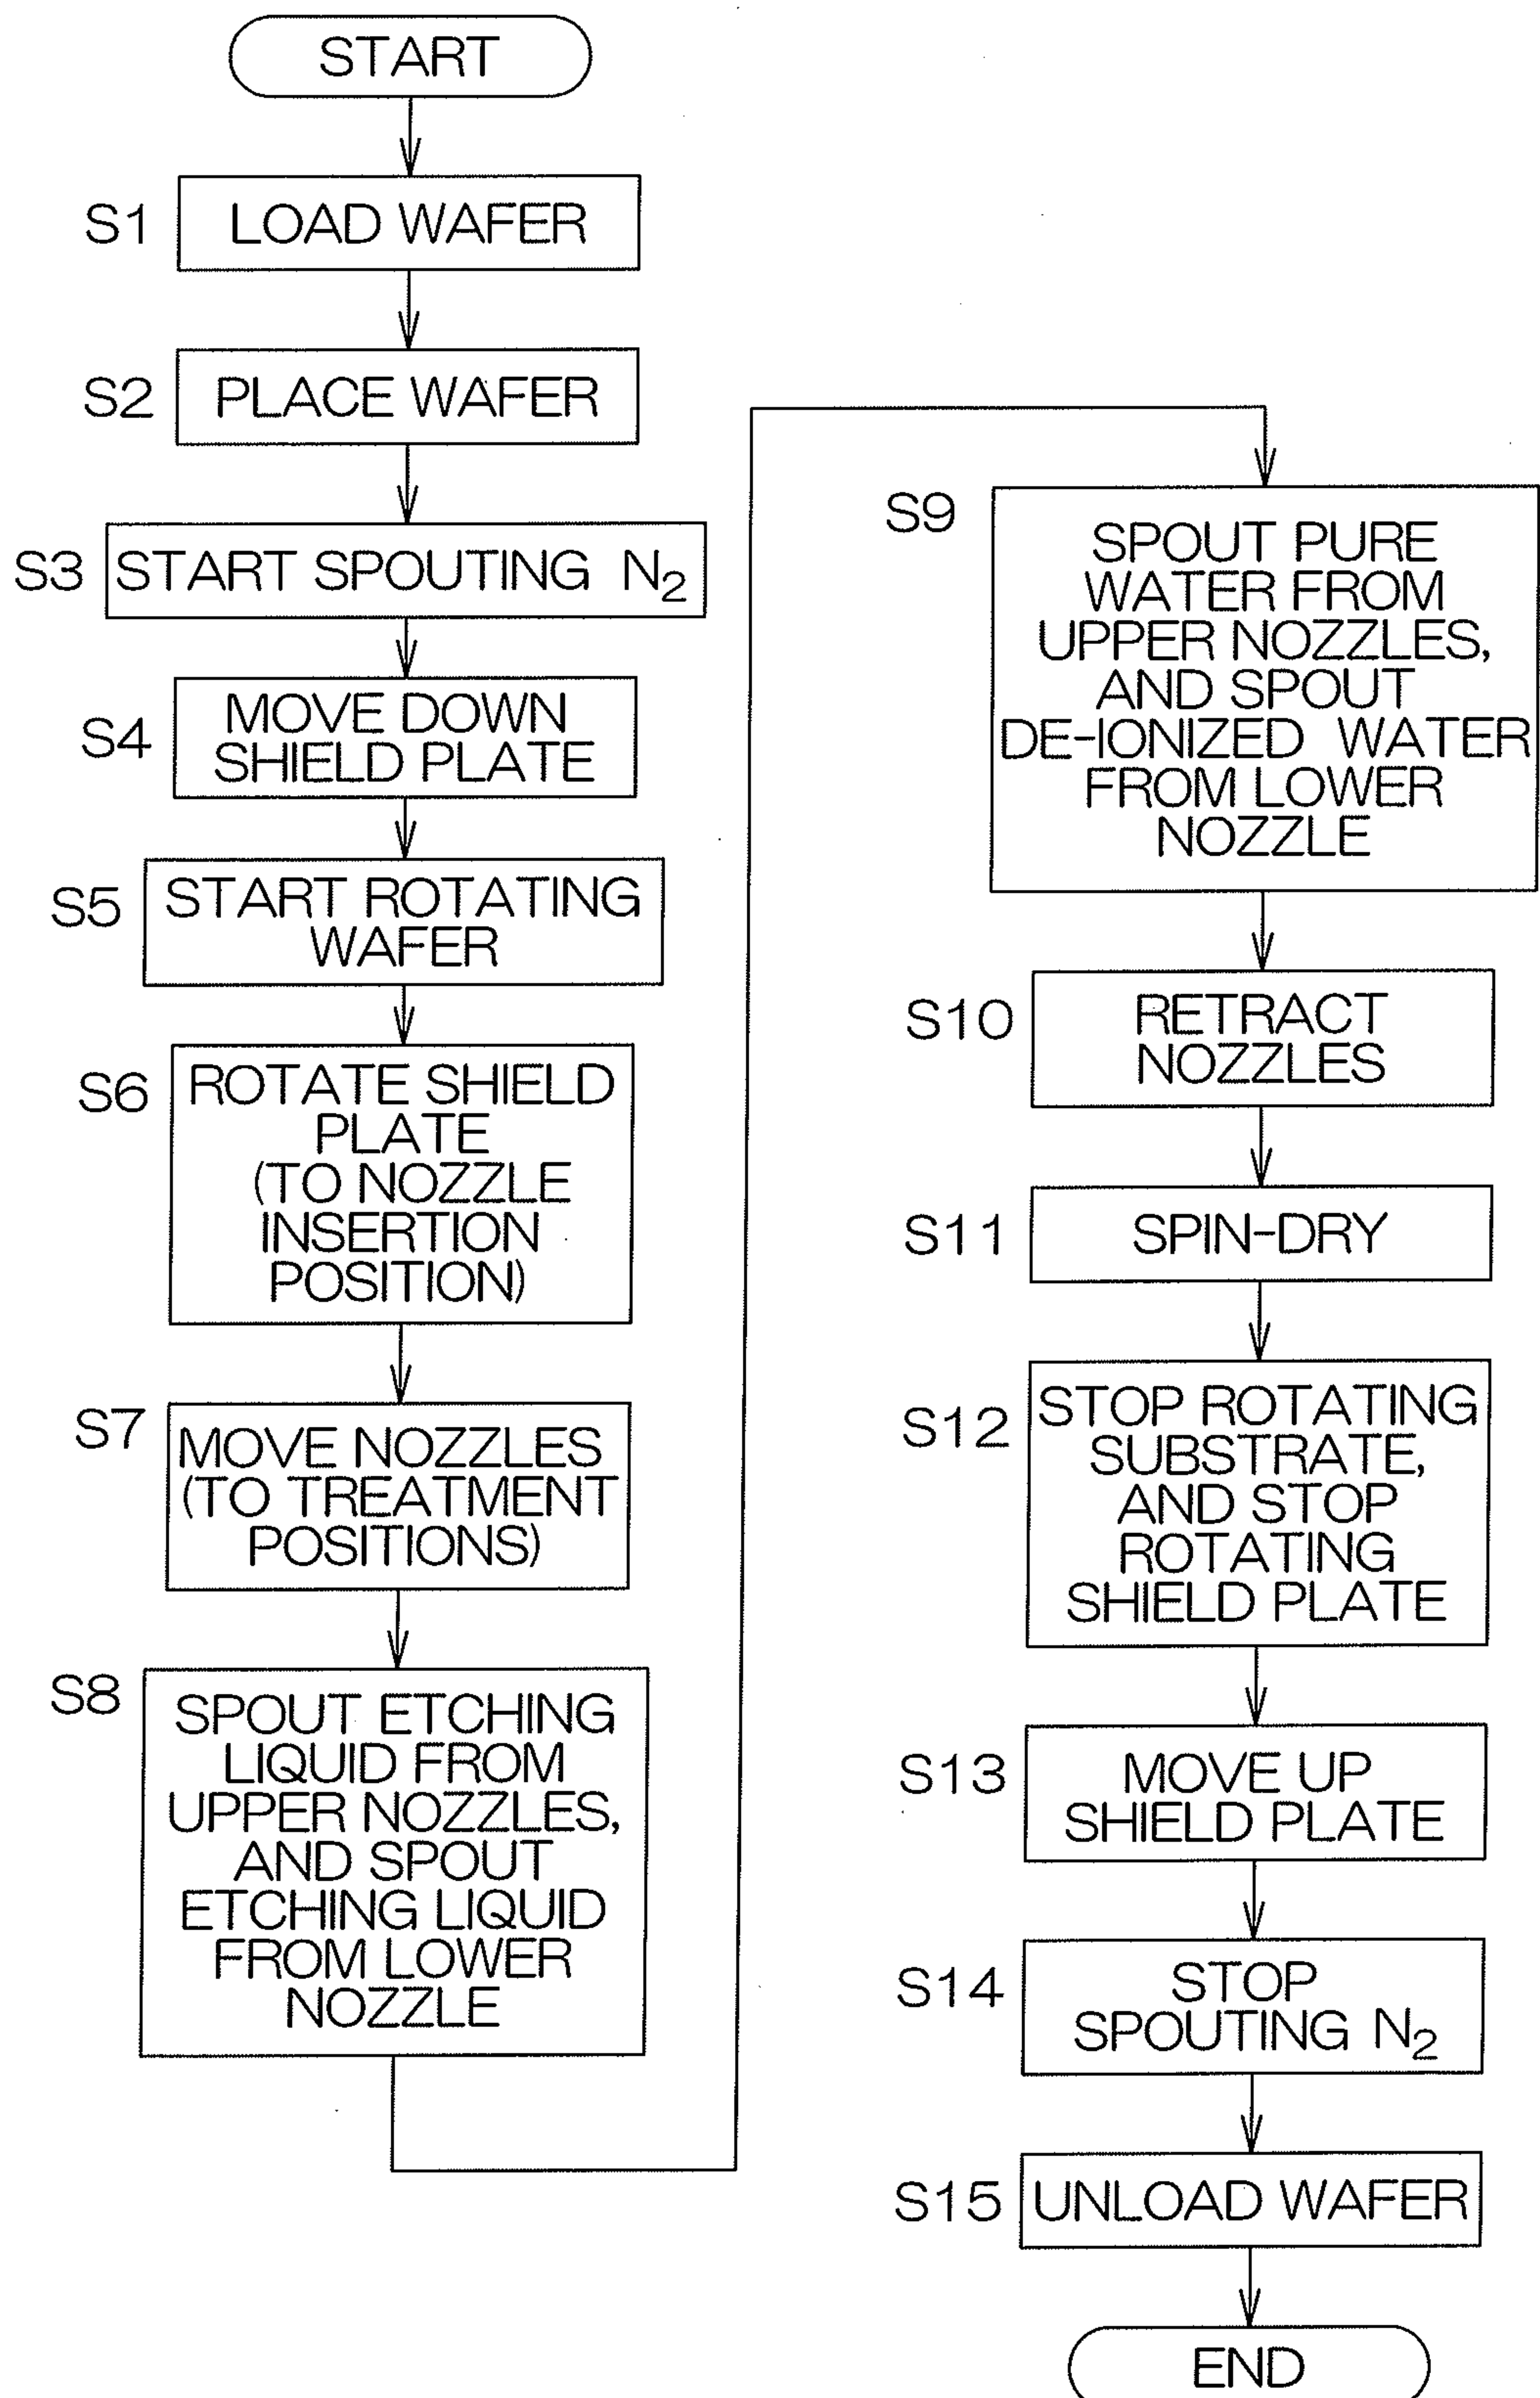 START
S1
LOAD WAFER
S2
PLACE WAFER
S3
START SPOUTING N₂
S4
MOVE DOWN
SHIELD PLATE
S5
START ROTATING
WAFER
S6
ROTATE SHIELD
PLATE
(TO NOZZLE
INSERTION
POSITION)
S7
MOVE NOZZLES
(TO TREATMENT
POSITIONS)
S8
SPOUT ETCHING
LIQUID FROM
UPPER NOZZLES,
AND SPOUT
ETCHING LIQUID
FROM LOWER
NOZZLE
S9
SPOUT PURE
WATER FROM
UPPER NOZZLES,
AND SPOUT
DE-IONIZED WATER
FROM LOWER
NOZZLE
S10
RETRACT
NOZZLES
S11
SPIN-DRY
S12
STOP ROTATING
SUBSTRATE,
AND STOP
ROTATING
SHIELD PLATE
S13
MOVE UP
SHIELD PLATE
S14
STOP
SPOUTING N₂
S15
UNLOAD WAFER
END